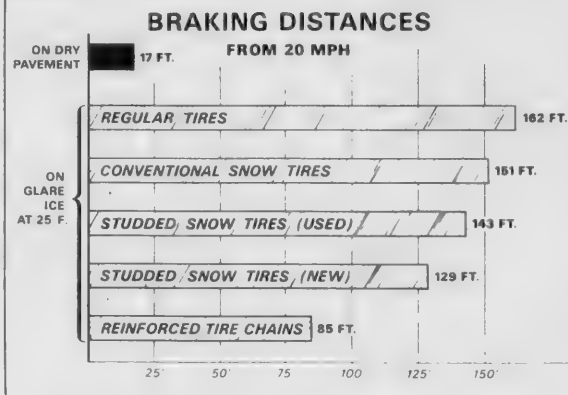 BRAKING DISTANCES
FROM 20 MPH
ON DRY
PAVEMENT
17 FT.
ON
GLARE
ICE
AT 25 F.
REGULAR TIRES
162 FT.
CONVENTIONAL SNOW TIRES
151 FT.
STUDDED SNOW TIRES (USED)
143 FT.
STUDDED SNOW TIRES, (NEW)
129 FT.
REINFORCED TIRE CHAINS
85 FT.
25' 50' 75 100 125' 150'